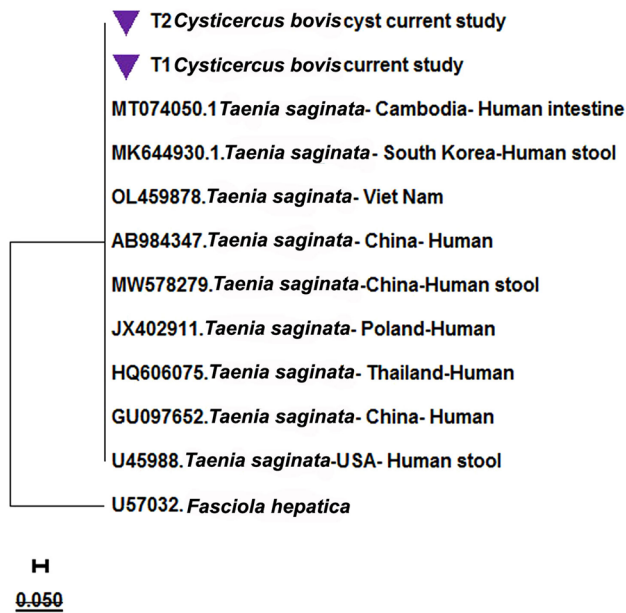 T2 Cysticercus bovis cyst current study
T1 Cysticercus bovis current study
MT074050.1 Taenia saginata- Cambodia- Human intestine
MK644930.1.Taenia saginata- South Korea-Human stool
OL459878.Taenia saginata- Viet Nam
AB984347.Taenia saginata- China- Human
MW578279.Taenia saginata-China-Human stool
JX402911.Taenia saginata- Poland-Human
HQ606075.Taenia saginata- Thailand-Human
GU097652.Taenia saginata- China- Human
U45988.Taenia saginata-USA- Human stool
U57032. Fasciola hepatica
0.050